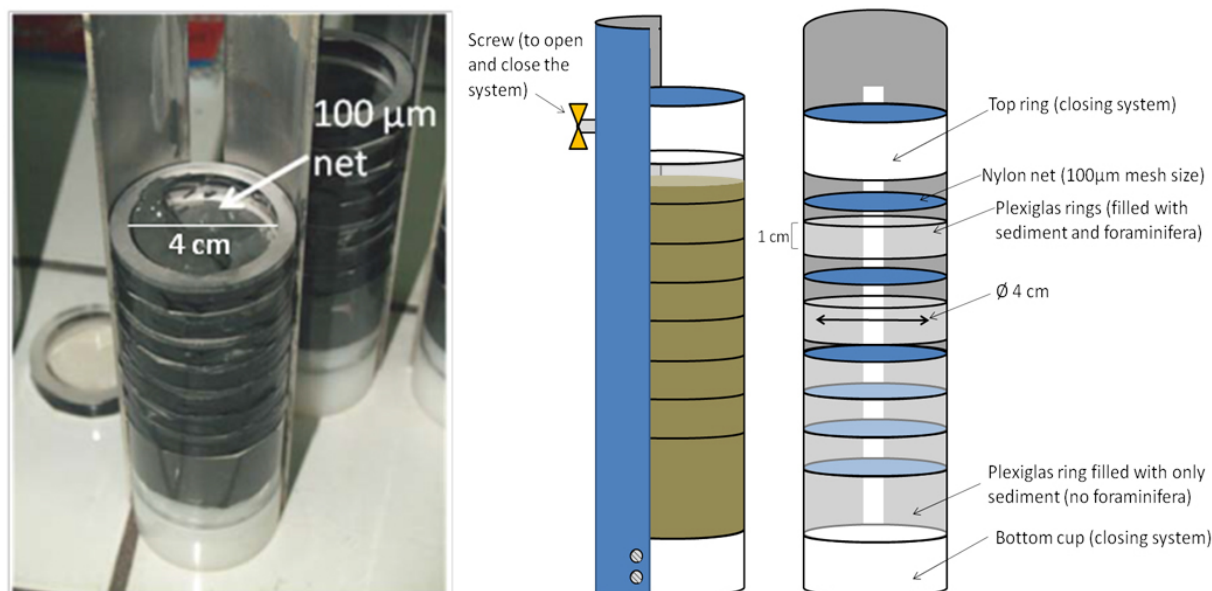 100 µm
net
4 cm
Screw (to open
and close the
system)
Top ring (closing system)
Nylon net (100µm mesh size)
Plexiglas rings (filled with
sediment and foraminifera)
1 cm
Ø 4 cm
Plexiglas ring filled with only
sediment (no foraminifera)
Bottom cup (closing system)